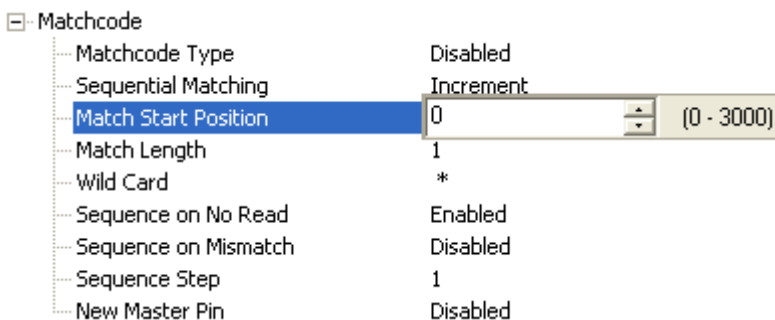 Matchcode
Matchcode Type Disabled
Sequential Matching Increment
Match Start Position 0 (0 - 3000)
Match Length 1
Wild Card *
Sequence on No Read Enabled
Sequence on Mismatch Disabled
Sequence Step 1
New Master Pin Disabled